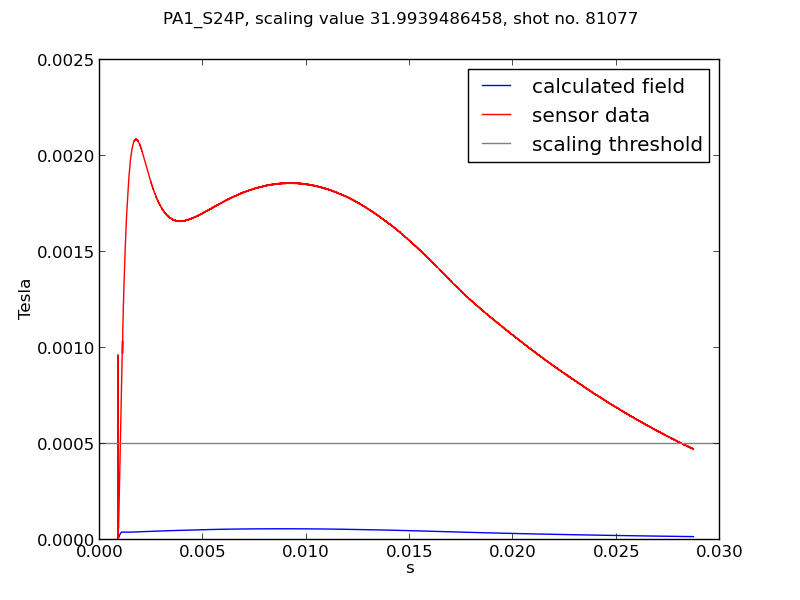 PA1_S24P, scaling value 31.9939486458, shot no. 81077
0.0025
0.0020
0.0015
0.0010
0.0005
0.0000
Tesla
calculated field
sensor data
scaling threshold
0.000 0.005 0.010 0.015 0.020 0.025 0.030
s